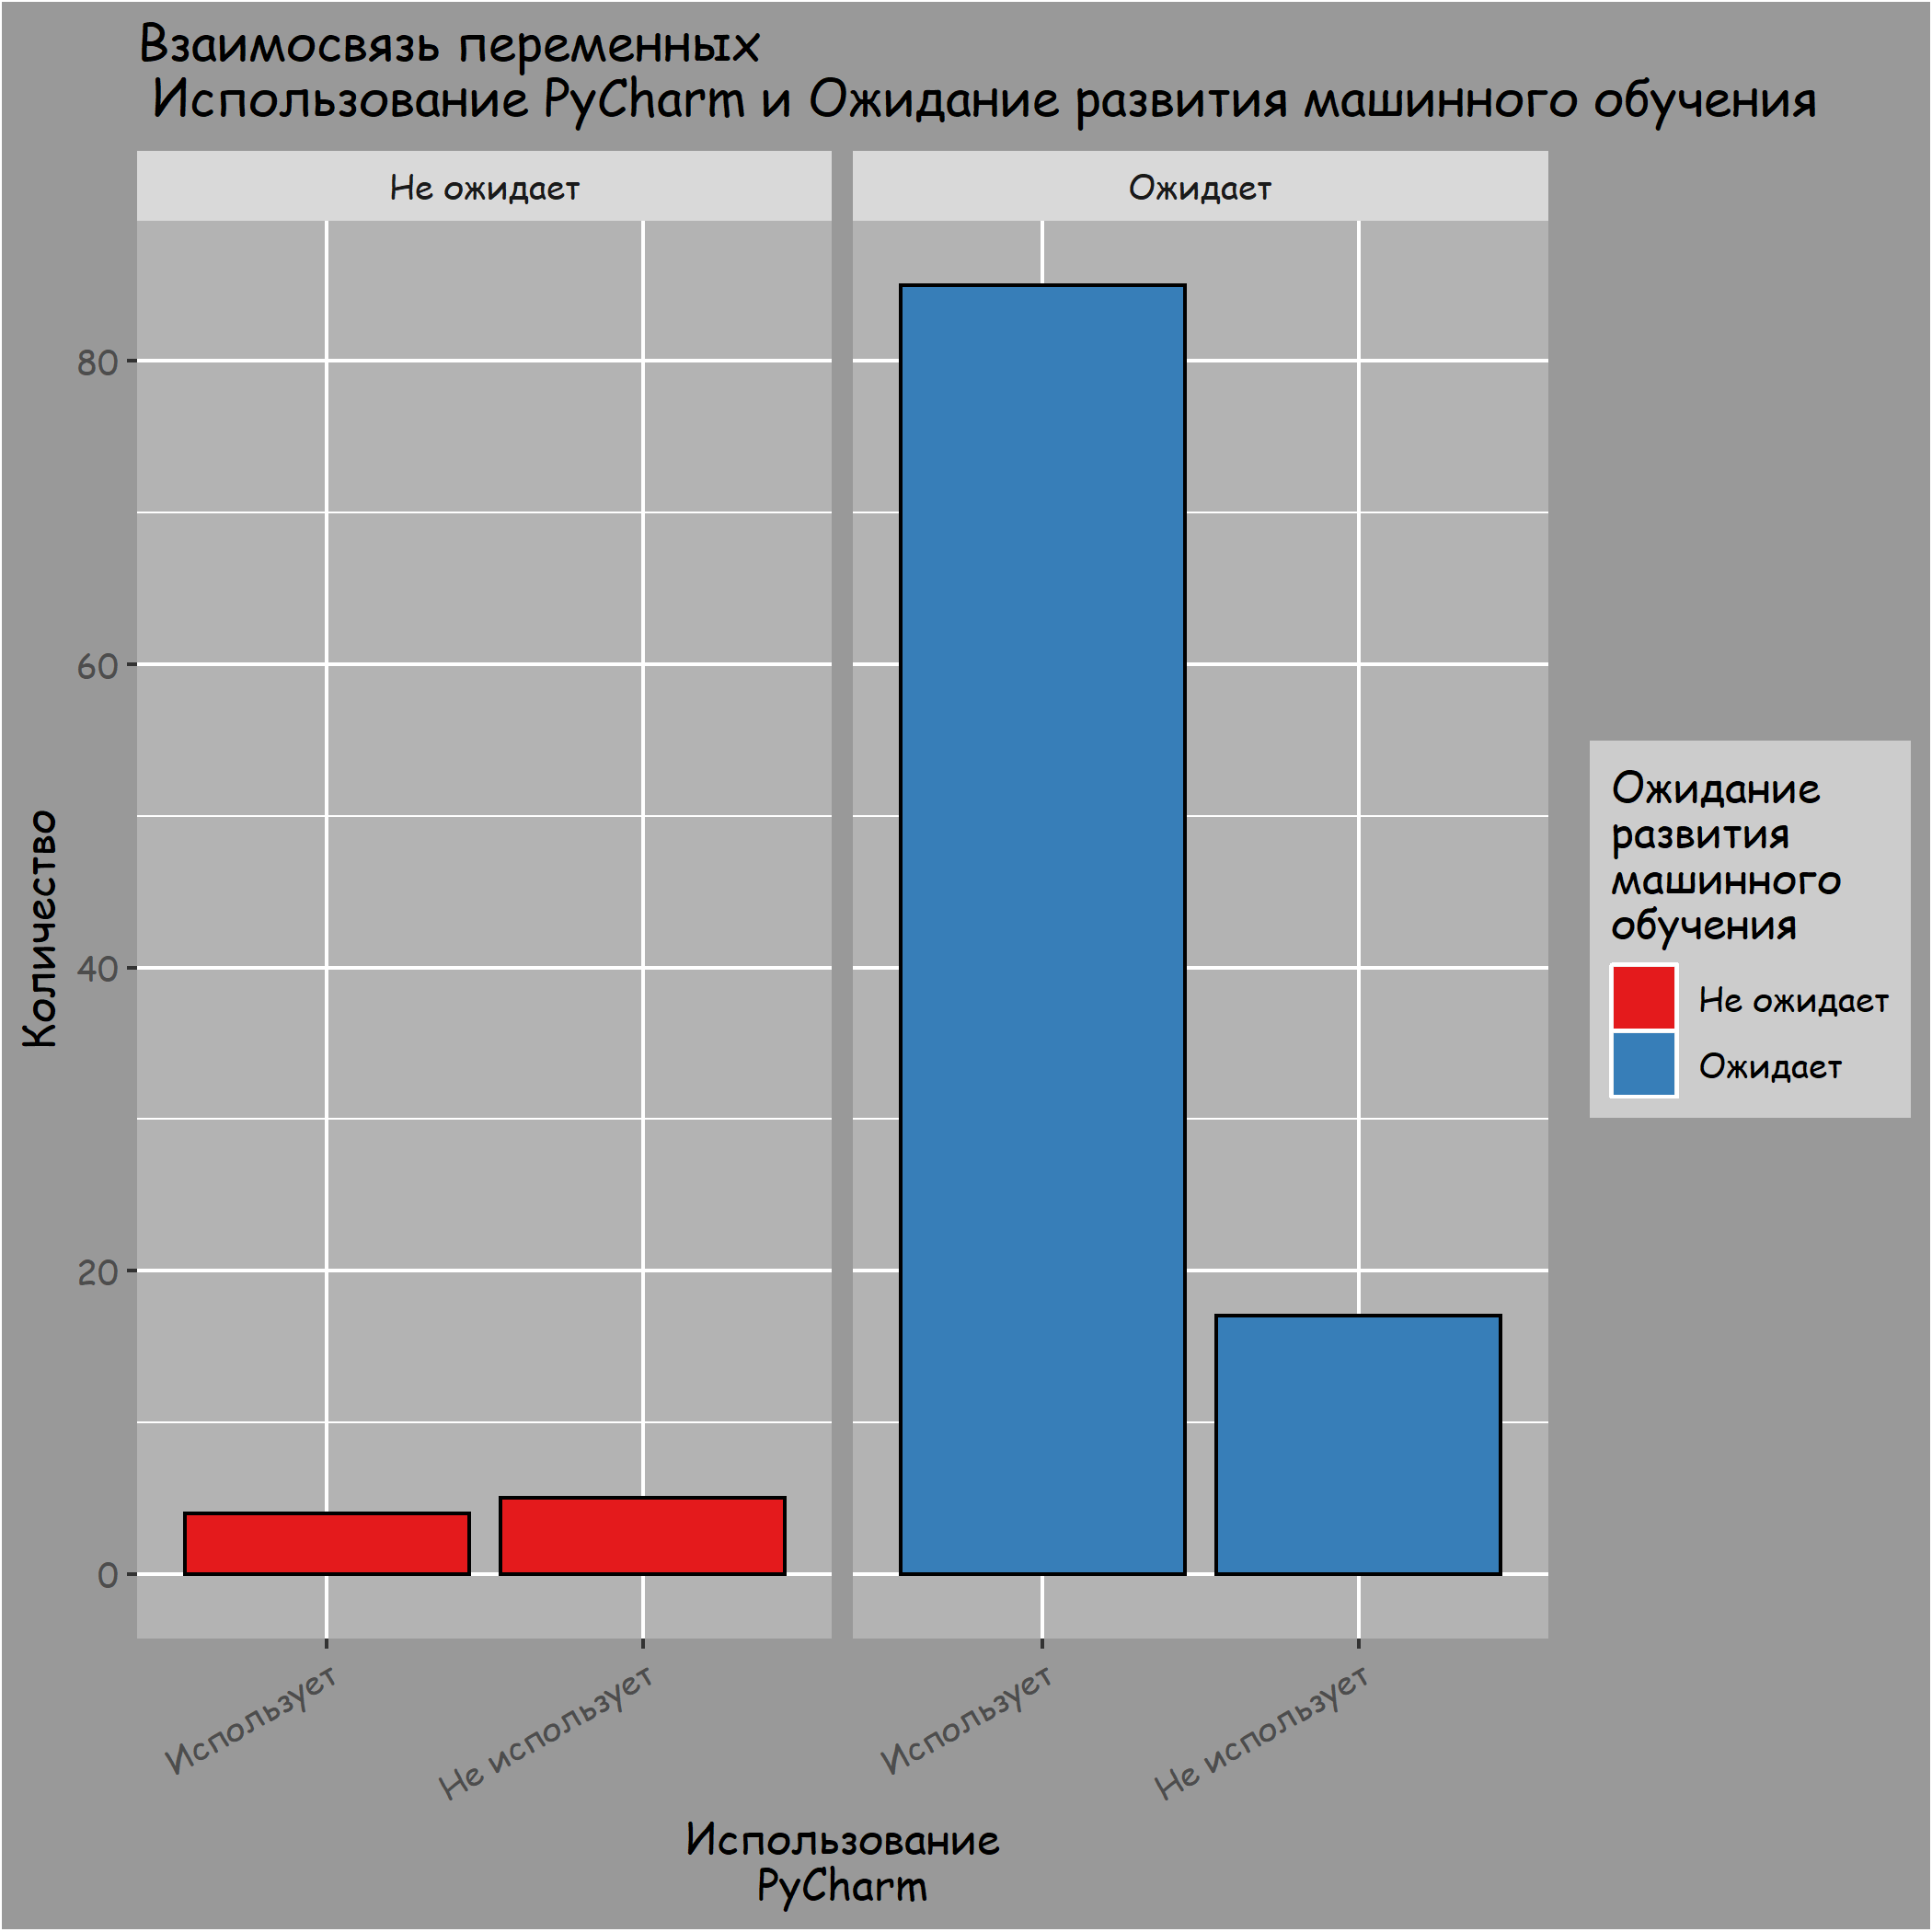 Взаимосвязь переменных
Использование PyCharm и Ожидание развития машинного обучения
Не ожидает
Ожидает
80
60
40
20
0
Количество
Использует
Не использует
Использует
Не использует
Использование
PyCharm
Ожидание
развития
машинного
обучения
Не ожидает
Ожидает